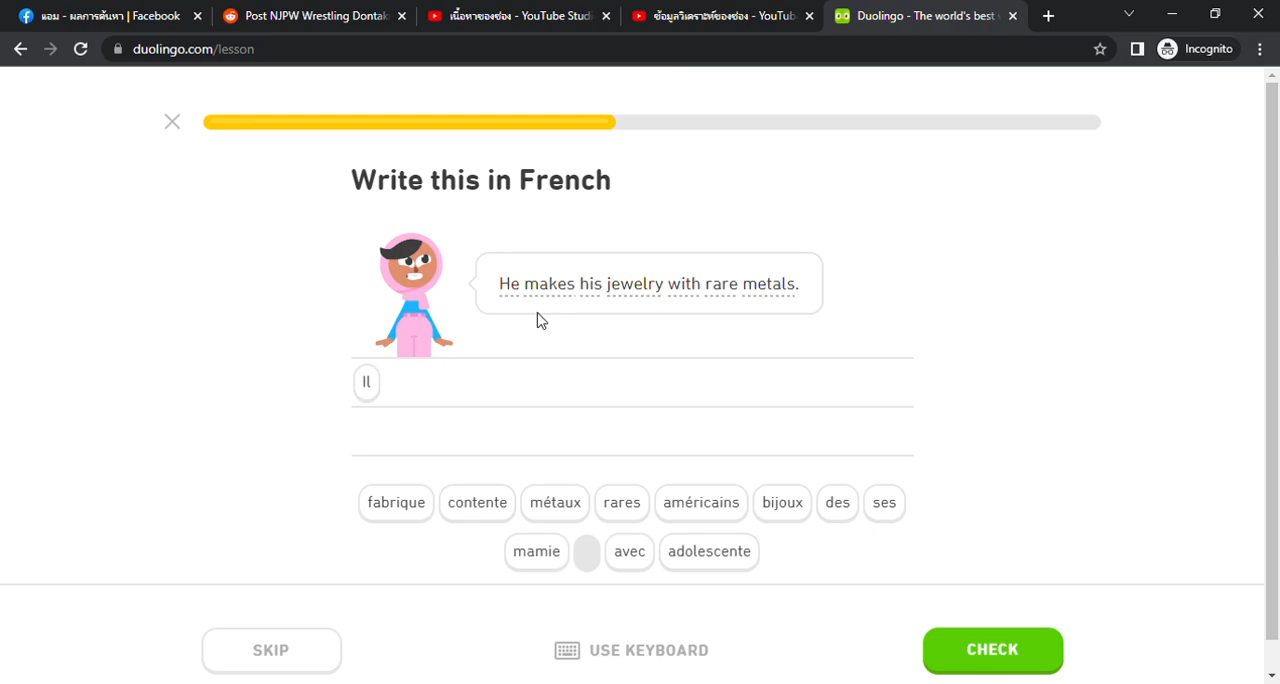 แอม - ผลการค้นหา | Facebook
Post NJPW Wrestling Dontak
เนื้อหาของช่อง - YouTube Studi
ข้อมูลวิเคราะห์ของช่อง - YouTub
Duolingo - The world's best
duolingo.com/lesson
Incognito
Write this in French
He makes his jewelry with rare metals.
Il
fabrique contente métaux rares américains bijoux des ses
mamie avec adolescente
SKIP
USE KEYBOARD
CHECK